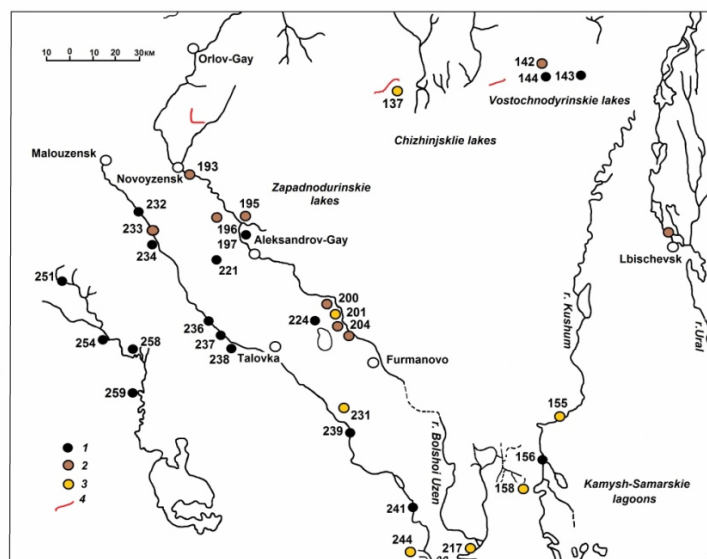 10 0 10 20 30 км
Orlov-Gay
142
144 143
137
Vostochnodyrinskie lakes
Chizhinjsklie lakes
Malouzensk
Novoyzensk
193
Zapadnodurinskie
lakes
195
232
196
233
197
Aleksandrov-Gay
234
221
Lbischevsk
251
200
201
224
204
236
r. Kushum
r.Ural
254
258
237
238
Talovka
Furmanovo
259
231
155
239
r. Bolshoi Uzen
1
2
3
4
156
158
Kamysh-Samarskie
lagoons
241
244
217